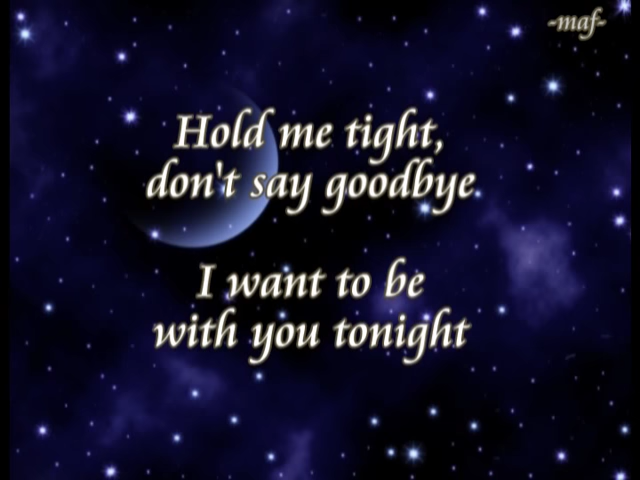 -maf-
Hold me tight,
don't say goodbye
I want to be
with you tonight